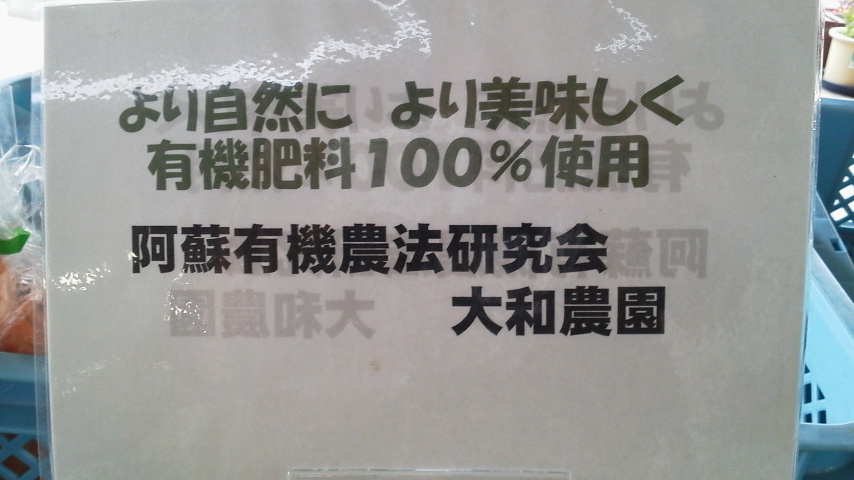 より自然に より美味しく
有機肥料100%使用
阿蘇有機農法研究会
大和農園